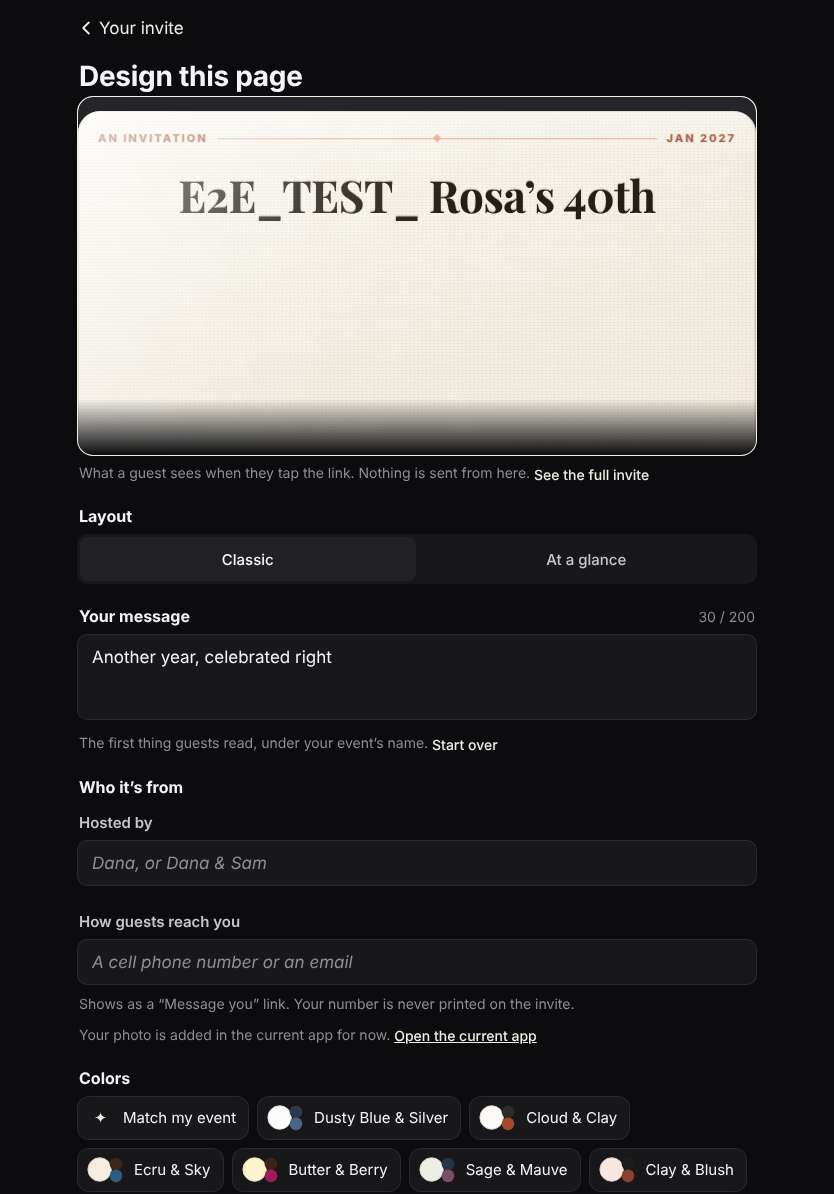 Your invite
Design this page
AN INVITATION JAN 2027
E2E_TEST_ Rosa’s 40th
What a guest sees when they tap the link. Nothing is sent from here. See the full invite
Layout
Classic At a glance
Your message 30 / 200
Another year, celebrated right
The first thing guests read, under your event’s name. Start over
Who it’s from
Hosted by
Dana, or Dana & Sam
How guests reach you
A cell phone number or an email
Shows as a “Message you” link. Your number is never printed on the invite.
Your photo is added in the current app for now. Open the current app
Colors
Match my event Dusty Blue & Silver Cloud & Clay
Ecru & Sky Butter & Berry Sage & Mauve Clay & Blush